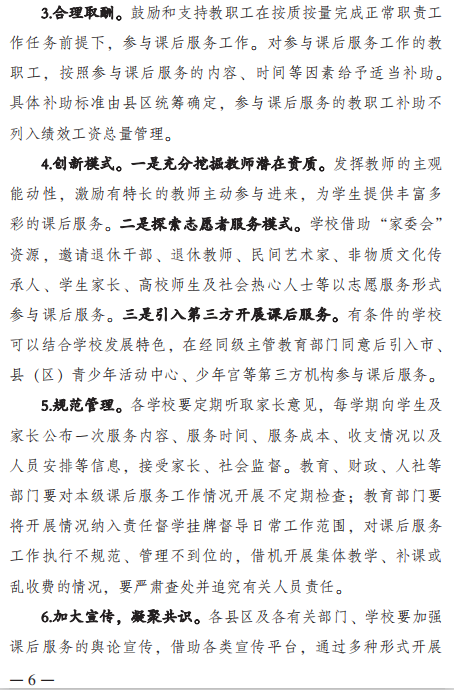 3.合理取酬。鼓励和支持教职工在按质按量完成正常职责工
作任务前提下，参与课后服务工作。对参与课后服务工作的教
职工，按照参与课后服务的内容、时间等因素给予适当补助。
具体补助标准由县区统筹确定，参与课后服务的教职工补助不
列入绩效工资总量管理。
4.创新模式。一是充分挖掘教师潜在资质。发挥教师的主观
能动性，激励有特长的教师主动参与进来，为学生提供丰富多
彩的课后服务。二是探索志愿者服务模式。学校借助“家委会”
资源，邀请退休干部、退休教师、民间艺术家、非物质文化传
承人、学生家长、高校师生及社会热心人士等以志愿服务形式
参与课后服务。三是引入第三方开展课后服务。有条件的学校
可以结合学校发展特色，在经同级主管教育部门同意后引入市、
县（区）青少年活动中心、少年宫等第三方机构参与课后服务。
5.规范管理。各学校要定期听取家长意见，每学期向学生及
家长公布一次服务内容、服务时间、服务成本、收支情况以及
人员安排等信息，接受家长、社会监督。教育、财政、人社等
部门要对本级课后服务工作情况开展不定期检查；教育部门要
将开展情况纳入责任督学挂牌督导日常工作范围，对课后服务
工作执行不规范、管理不到位的，借机开展集体教学、补课或
乱收费的情况，要严肃查处并追究有关人员责任。
6.加大宣传，凝聚共识。各县区及各有关部门、学校要加强
课后服务的舆论宣传，借助各类宣传平台，通过多种形式开展
— 6 —